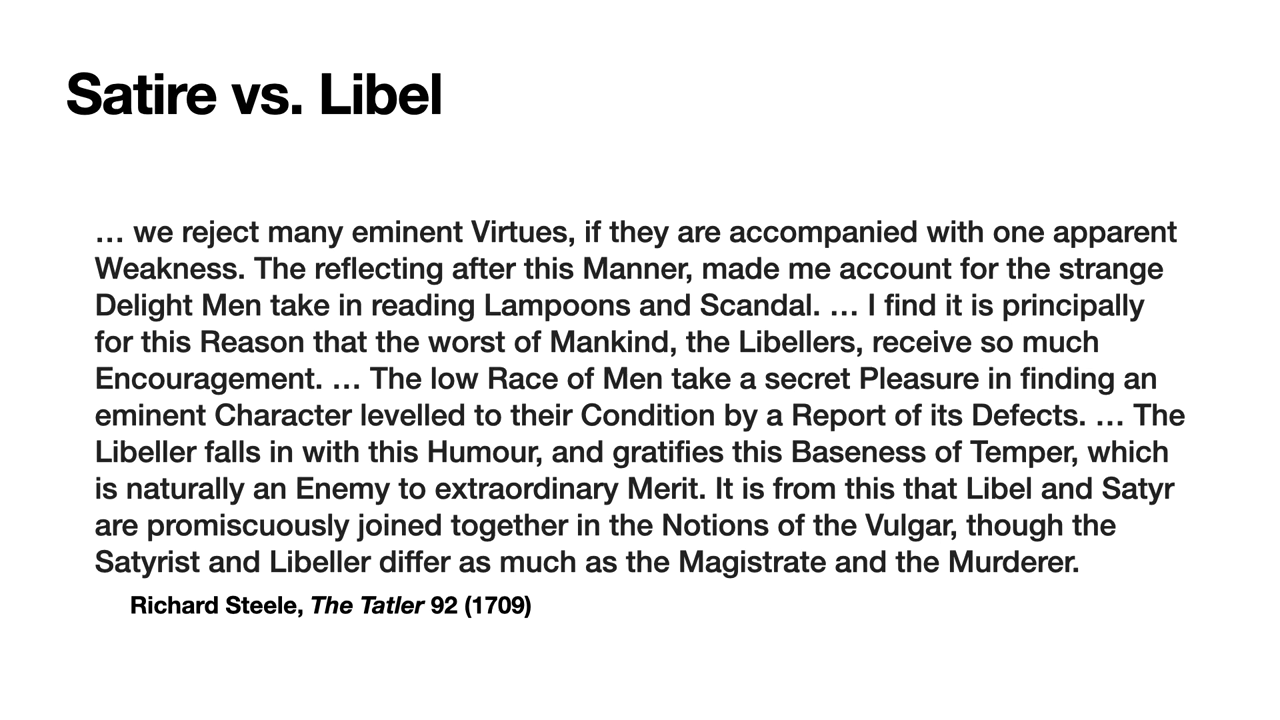 Satire vs. Libel
… we reject many eminent Virtues, if they are accompanied with one apparent
Weakness. The reflecting after this Manner, made me account for the strange
Delight Men take in reading Lampoons and Scandal. … I find it is principally
for this Reason that the worst of Mankind, the Libellers, receive so much
Encouragement. … The low Race of Men take a secret Pleasure in finding an
eminent Character levelled to their Condition by a Report of its Defects. … The
Libeller falls in with this Humour, and gratifies this Baseness of Temper, which
is naturally an Enemy to extraordinary Merit. It is from this that Libel and Satyr
are promiscuously joined together in the Notions of the Vulgar, though the
Satyrist and Libeller differ as much as the Magistrate and the Murderer.
Richard Steele, The Tatler 92 (1709)